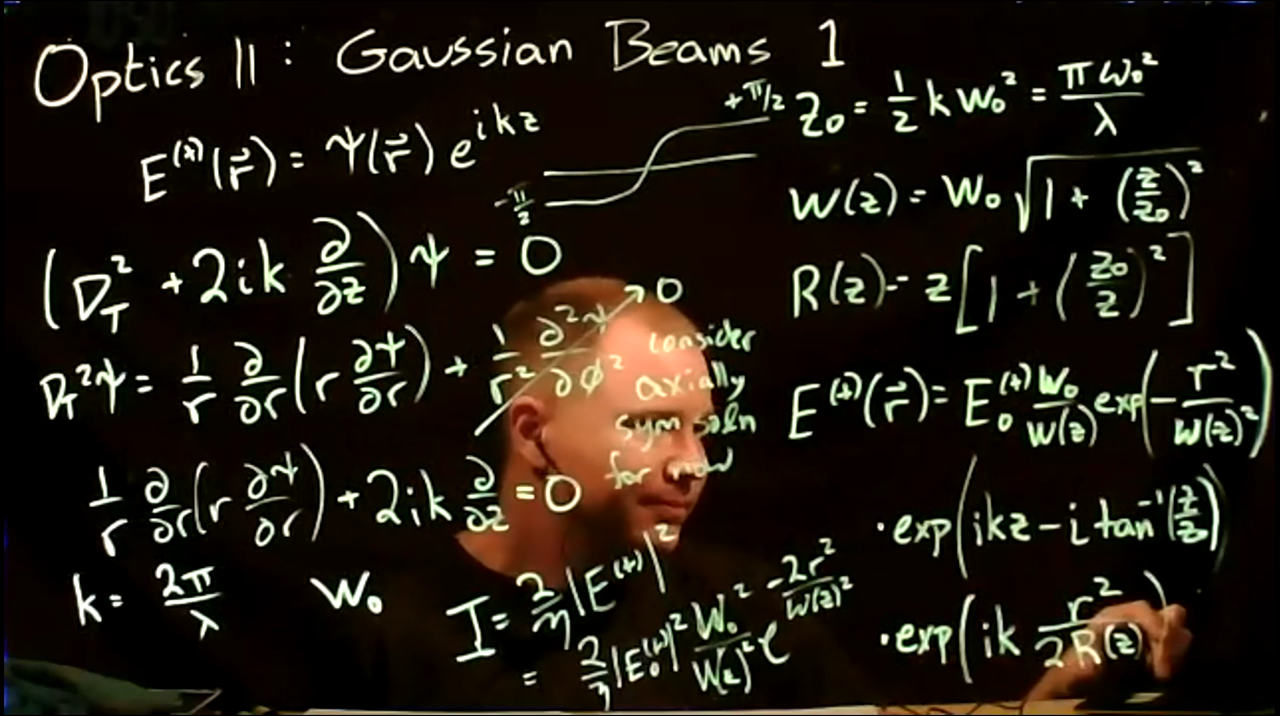 Optics II : Gaussian Beams 1
E^(+)(r⃗) = ψ(r⃗) e^{ikz}
+π/2
-π/2
(∇_T² + 2ik ∂/∂z) ψ = 0
∇_T²ψ = 1/r ∂/∂r (r ∂ψ/∂r) + 1/r² ∂²ψ/∂φ² → 0
consider
axially
sym soln
for now
1/r ∂/∂r (r ∂ψ/∂r) + 2ik ∂/∂z = 0
k = 2π/λ W₀
I = 2/η |E^(+)|²
= 2/η |E₀^(+)|² W₀²/W(z)² e^{-2r²/W(z)²}
z₀ = 1/2 k W₀² = πW₀²/λ
W(z) = W₀ √(1 + (z/z₀)²)
R(z) = z [1 + (z₀/z)²]
E^(+)(r⃗) = E₀^(+) W₀/W(z) exp(-r²/W(z)²)
· exp(ikz - i tan⁻¹(z/z₀))
· exp(ik r²/2R(z))